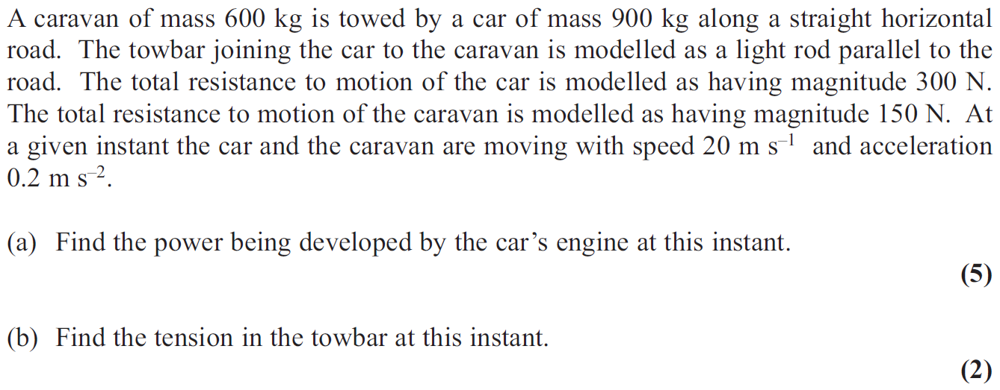 A caravan of mass 600 kg is towed by a car of mass 900 kg along a straight horizontal
road. The towbar joining the car to the caravan is modelled as a light rod parallel to the
road. The total resistance to motion of the car is modelled as having magnitude 300 N.
The total resistance to motion of the caravan is modelled as having magnitude 150 N. At
a given instant the car and the caravan are moving with speed 20 m s⁻¹ and acceleration
0.2 m s⁻².
(a) Find the power being developed by the car’s engine at this instant.
(5)
(b) Find the tension in the towbar at this instant.
(2)